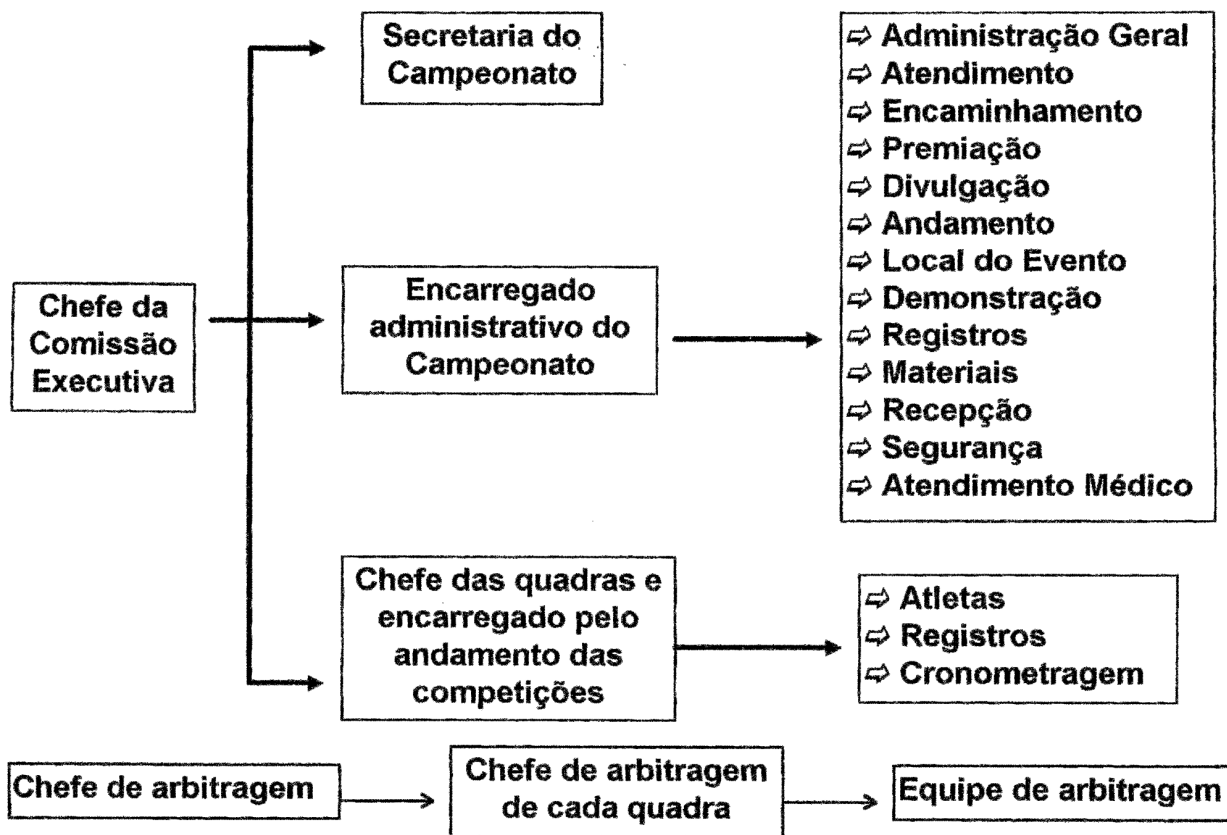 Secretaria do
Campeonato
⇨ Administração Geral
⇨ Atendimento
⇨ Encaminhamento
⇨ Premiação
⇨ Divulgação
⇨ Andamento
⇨ Local do Evento
⇨ Demonstração
⇨ Registros
⇨ Materiais
⇨ Recepção
⇨ Segurança
⇨ Atendimento Médico
Chefe da
Comissão
Executiva
Encarregado
administrativo do
Campeonato
Chefe das quadras e
encarregado pelo
andamento das
competições
⇨ Atletas
⇨ Registros
⇨ Cronometragem
Chefe de arbitragem
Chefe de arbitragem
de cada quadra
Equipe de arbitragem